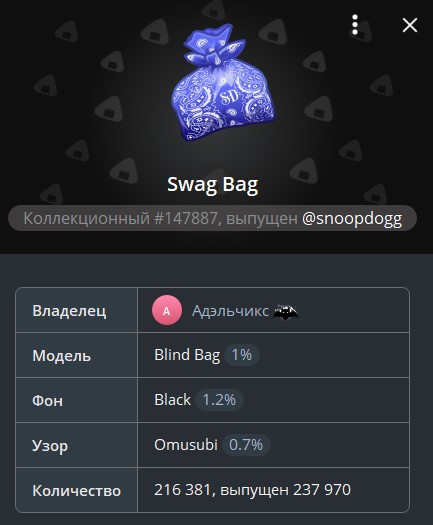 SD
Swag Bag
Коллекционный #147887, выпущен @snoopdogg
Владелец A Адэльчикс
Модель Blind Bag 1%
Фон Black 1.2%
Узор Omusubi 0.7%
Количество 216 381, выпущен 237 970